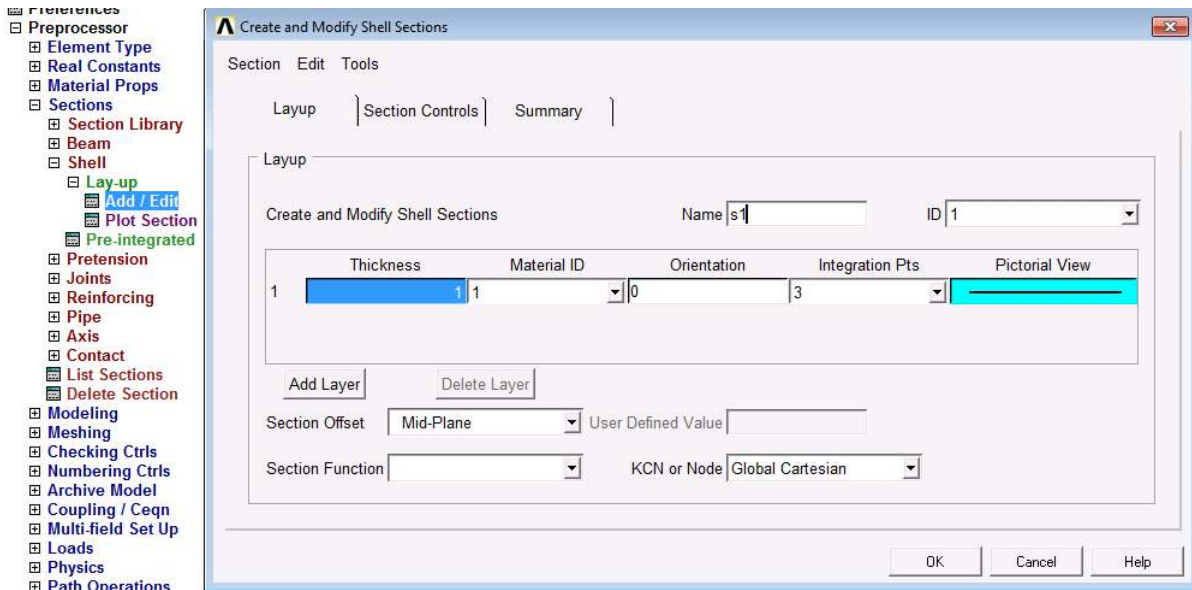 Preferences
Preprocessor
Element Type
Real Constants
Material Props
Sections
Section Library
Beam
Shell
Lay-up
Add / Edit
Plot Section
Pre-integrated
Pretension
Joints
Reinforcing
Pipe
Axis
Contact
List Sections
Delete Section
Modeling
Meshing
Checking Ctrls
Numbering Ctrls
Archive Model
Coupling / Ceqn
Multi-field Set Up
Loads
Physics
Path Operations
Create and Modify Shell Sections
Section Edit Tools
Layup Section Controls Summary
Layup
Create and Modify Shell Sections Name s1 ID 1
Thickness Material ID Orientation Integration Pts Pictorial View
1 1 1 0 3
Add Layer Delete Layer
Section Offset Mid-Plane User Defined Value
Section Function KCN or Node Global Cartesian
OK Cancel Help